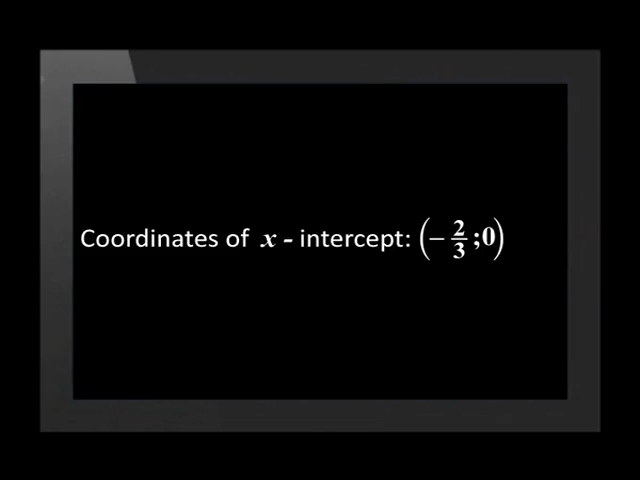 Coordinates of x - intercept: (− 2/3 ;0)